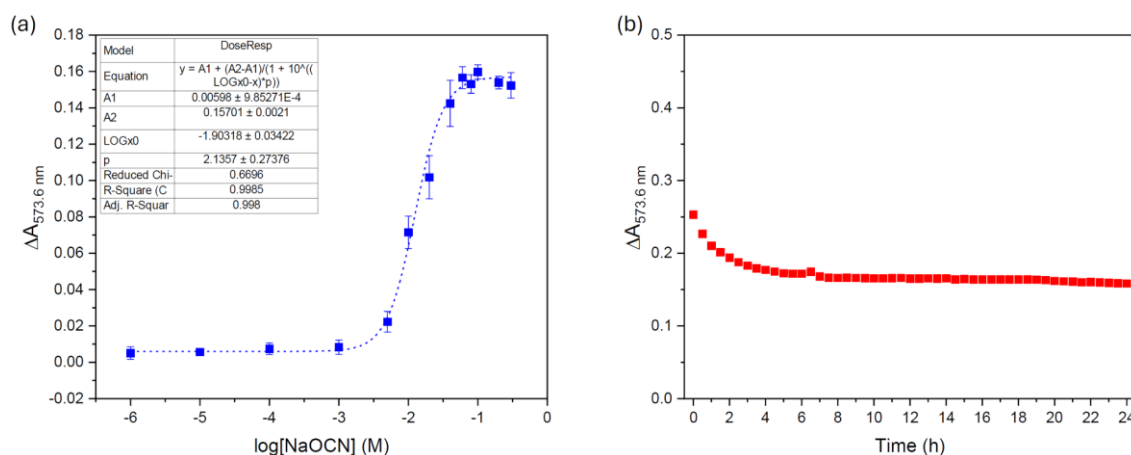 (a)
0.18
0.16
0.14
0.12
0.10
0.08
0.06
0.04
0.02
0.00
-0.02
ΔA573.6 nm
Model DoseResp
Equation y = A1 + (A2-A1)/(1 + 10^((
LOGx0-x)*p))
A1 0.00598 ± 9.85271E-4
A2 0.15701 ± 0.0021
LOGx0 -1.90318 ± 0.03422
p 2.1357 ± 0.27376
Reduced Chi- 0.6696
R-Square (C 0.9985
Adj. R-Squar 0.998
-6 -5 -4 -3 -2 -1 0
log[NaOCN] (M)
(b)
0.5
0.4
0.3
0.2
0.1
0.0
ΔA573.6 nm
0 2 4 6 8 10 12 14 16 18 20 22 24
Time (h)